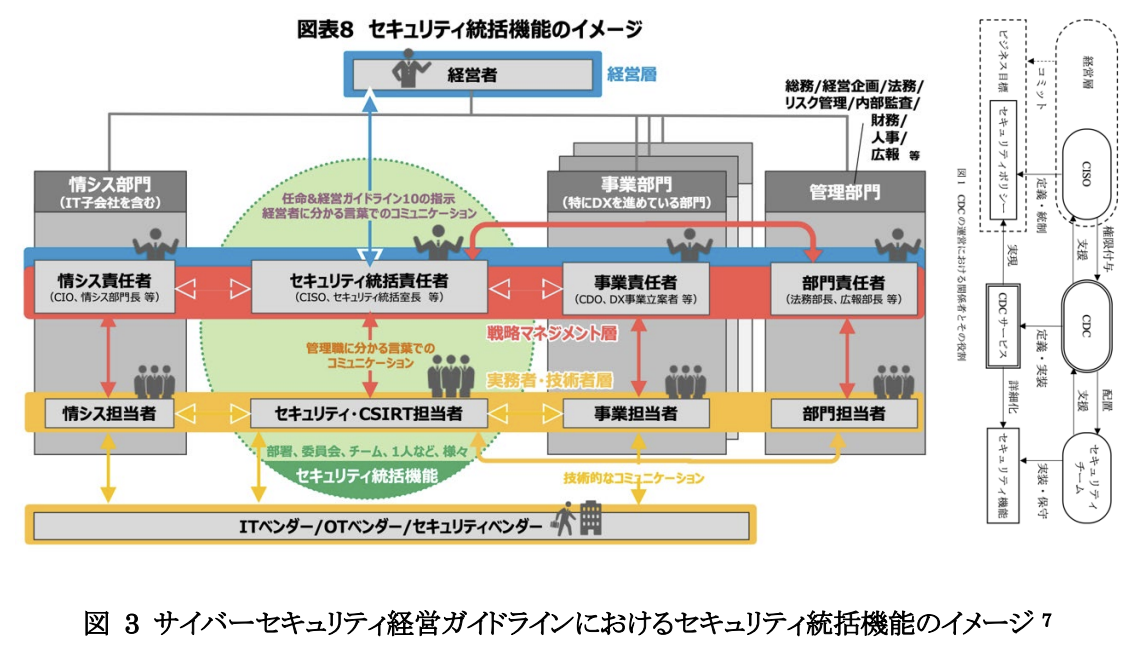 図表8 セキュリティ統括機能のイメージ
経営者
経営層
総務/経営企画/法務/
リスク管理/内部監査/
財務/
人事/
広報 等
情シス部門
(IT子会社を含む)
任命&経営ガイドライン10の指示
経営者に分かる言葉でのコミュニケーション
事業部門
(特にDXを進めている部門)
管理部門
情シス責任者
(CIO、情シス部門長 等)
セキュリティ統括責任者
(CISO、セキュリティ統括室長 等)
事業責任者
(CDO、DX事業立案者 等)
部門責任者
(法務部長、広報部長 等)
戦略マネジメント層
管理職に分かる言葉での
コミュニケーション
実務者・技術者層
情シス担当者
セキュリティ・CSIRT担当者
事業担当者
部門担当者
部署、委員会、チーム、1人など、様々
セキュリティ統括機能
技術的なコミュニケーション
ITベンダー/OTベンダー/セキュリティベンダー
経営層
CISO
権限付与
支援
CDC
配置
支援
セキュリティ
チーム
コミット
定義・統制
定義・実装
実装・保守
ビジネス目標
セキュリティポリシー
実現
CDCサービス
詳細化
セキュリティ機能
図1 CDCの運営における関係者とその役割
図 3 サイバーセキュリティ経営ガイドラインにおけるセキュリティ統括機能のイメージ 7